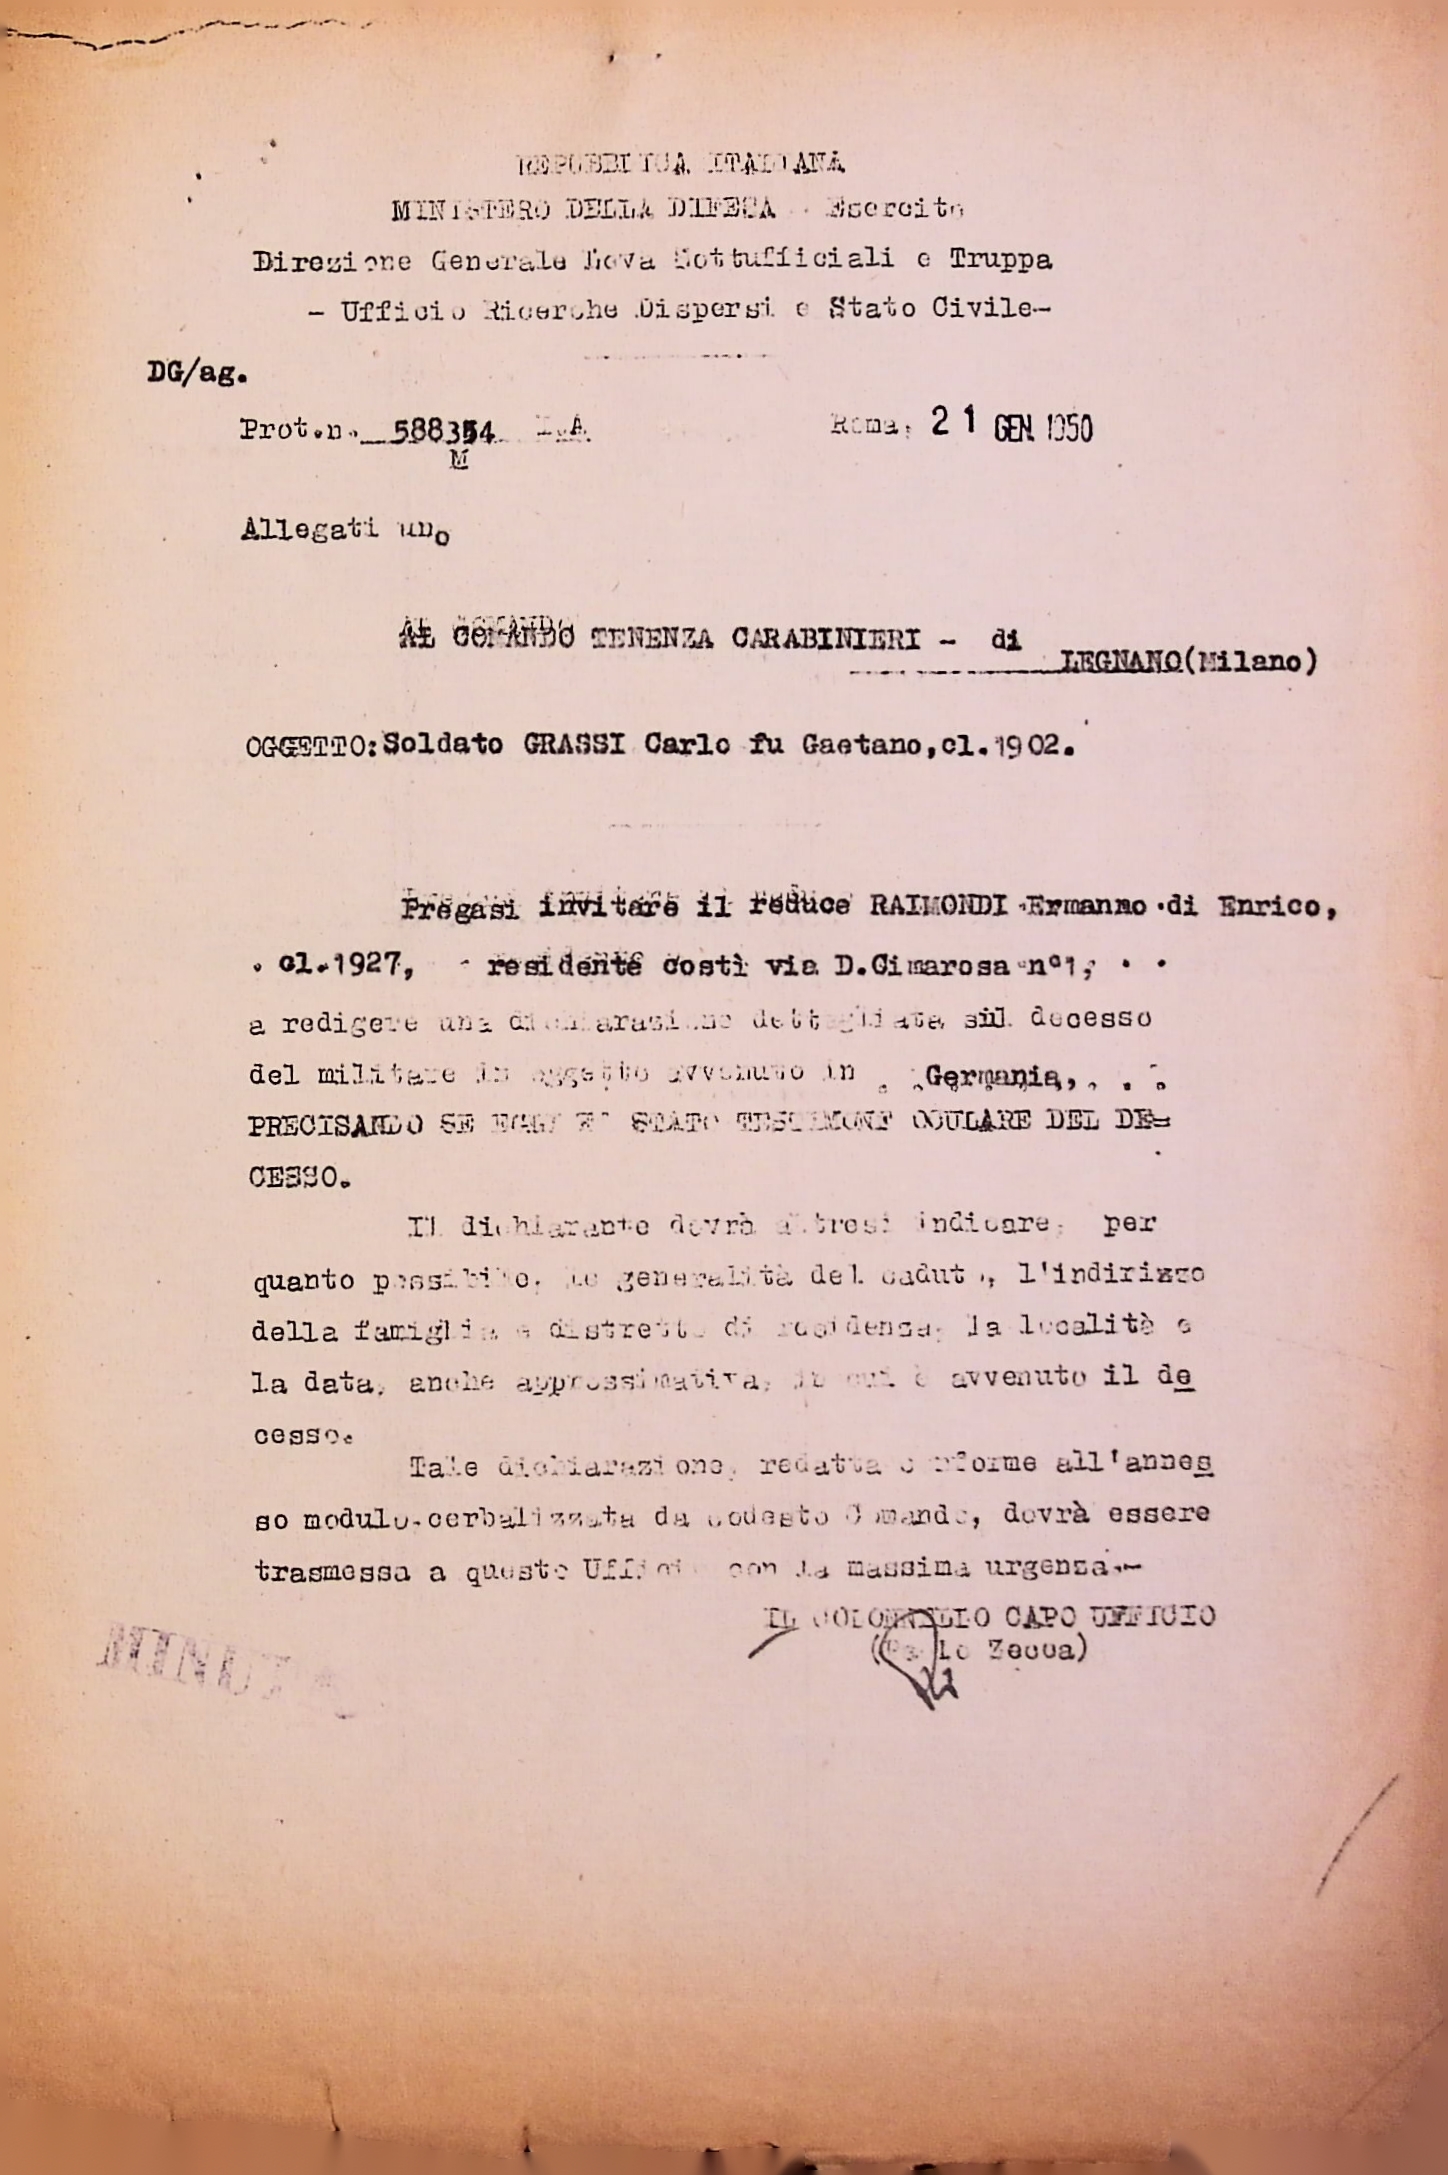 REPUBBLICA ITALIANA
MINISTERO DELLA DIFESA - Esercito
Direzione Generale Leva Sottufficiali e Truppa
- Ufficio Ricerche Dispersi e Stato Civile-
DG/ag.
Prot.n. 588354
M
Roma, 21 GEN 1950
Allegati uno
AL COMANDO TENENZA CARABINIERI - di
LEGNANO(Milano)
OGGETTO:Soldato GRASSI Carlo fu Gaetano,cl.1902.
Pregasi invitare il reduce RAIMONDI Ermanno di Enrico,
cl.1927, residente costì via D.Cimarosa n°1,
a redigere una dichiarazione dettagliata sul decesso
del militare in oggetto avvenuto in Germania,
PRECISANDO SE EGLI E' STATO TESTIMONE OCULARE DEL DE=
CESSO.
Il dichiarante dovrà altresì indicare, per
quanto possibile, le generalità del caduto, l'indirizzo
della famiglia e distretto di residenza, la località e
la data, anche approssimativa, in cui è avvenuto il de
cesso.
Tale dichiarazione, redatta conforme all'annes
so modulo cerbalizzata da codesto Comando, dovrà essere
trasmessa a questo Ufficio con la massima urgenza.-
IL COLONNELLO CAPO UFFICIO
(Paolo Zecca)